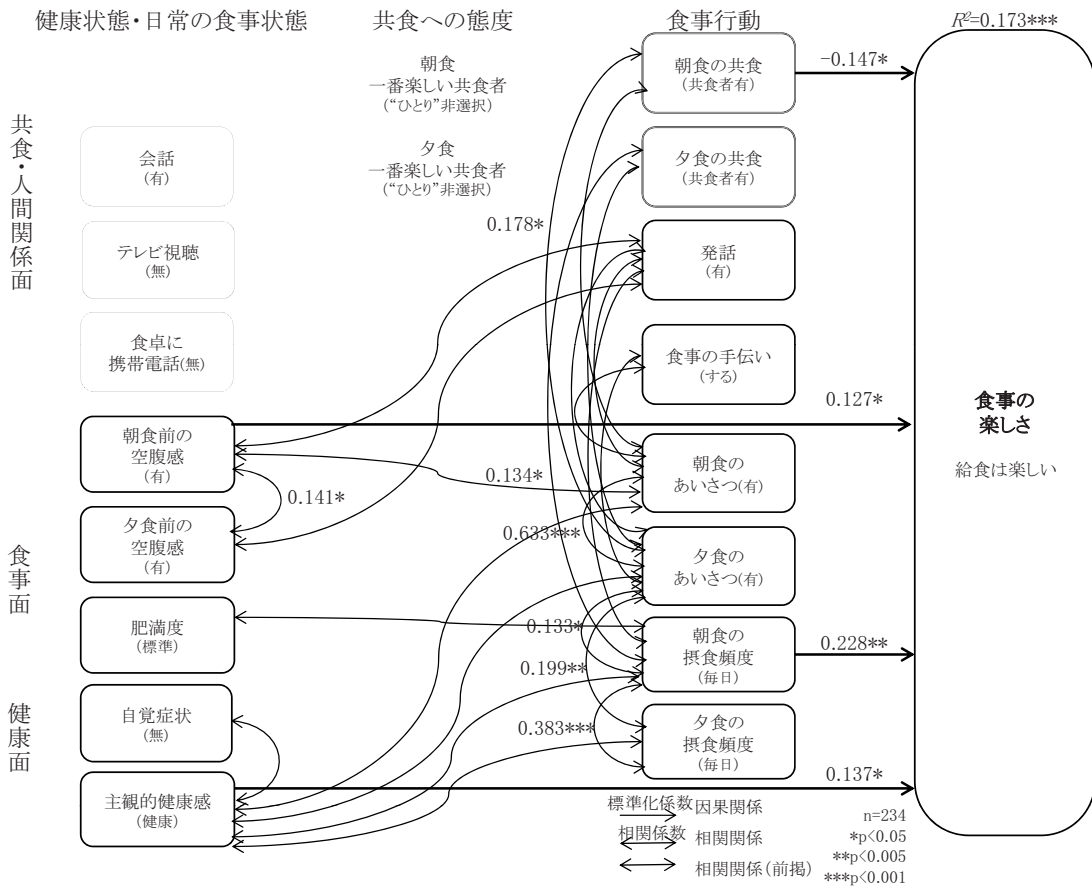 健康状態・日常の食事状態
共食への態度
食事行動
R²=0.173***
共食・人間関係面
食事面
健康面
会話
(有)
テレビ視聴
(無)
食卓に
携帯電話(無)
朝食前の
空腹感
(有)
夕食前の
空腹感
(有)
肥満度
(標準)
自覚症状
(無)
主観的健康感
(健康)
朝食
一番楽しい共食者
(“ひとり”非選択)
夕食
一番楽しい共食者
(“ひとり”非選択)
0.178*
0.141*
0.134*
0.633***
0.133*
0.199**
0.383***
朝食の共食
(共食者有)
夕食の共食
(共食者有)
発話
(有)
食事の手伝い
(する)
朝食の
あいさつ(有)
夕食の
あいさつ(有)
朝食の
摂食頻度
(毎日)
夕食の
摂食頻度
(毎日)
-0.147*
0.127*
0.228**
0.137*
食事の
楽しさ
給食は楽しい
標準化係数 因果関係
相関係数 相関関係
相関関係(前掲)
n=234
*p<0.05
**p<0.005
***p<0.001